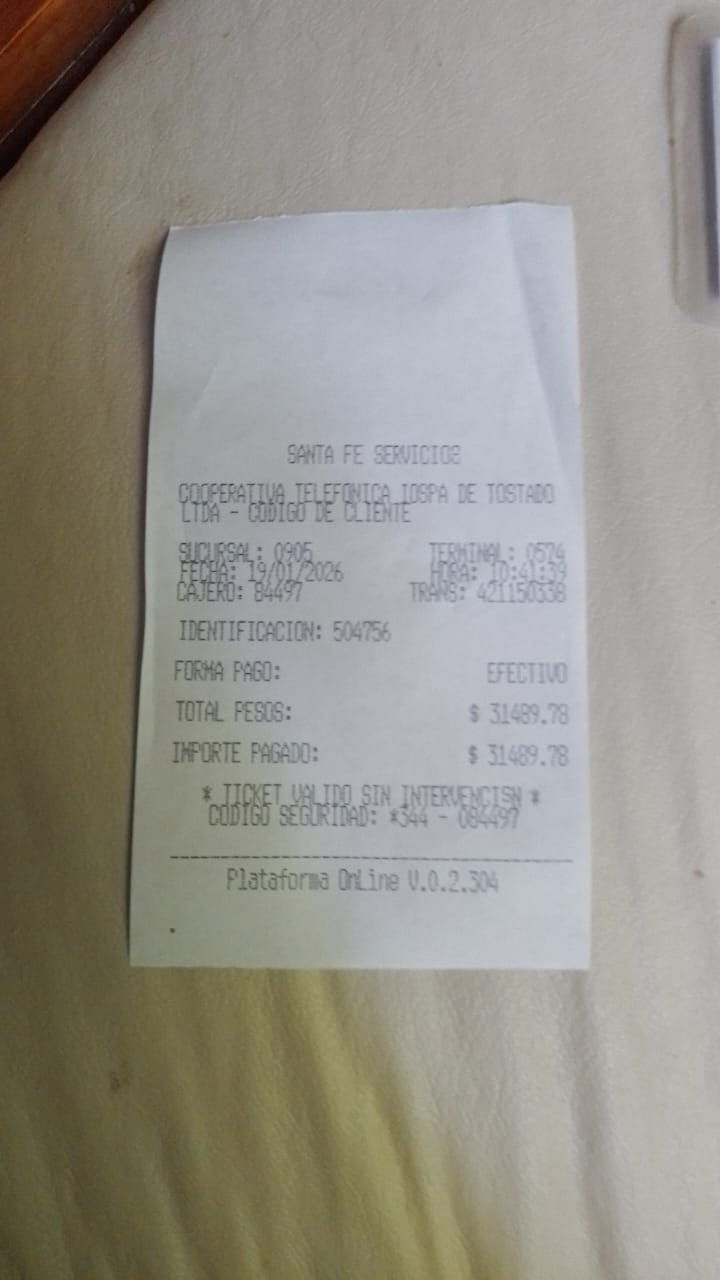 SANTA FE SERVICIOS
COOPERATIVA TELEFONICA IOSPA DE TOSTADO
LTDA - CODIGO DE CLIENTE
SUCURSAL: 0905 TERMINAL: 0574
FECHA: 19/01/2026 HORA: 10:41:39
CAJERO: 84497 TRANS: 421150338
IDENTIFICACION: 504756
FORMA PAGO: EFECTIVO
TOTAL PESOS: $ 31489.78
IMPORTE PAGADO: $ 31489.78
* TICKET VALIDO SIN INTERVENCISN *
CODIGO SEGURIDAD: *344 - 084497
Plataforma OnLine V.0.2.304